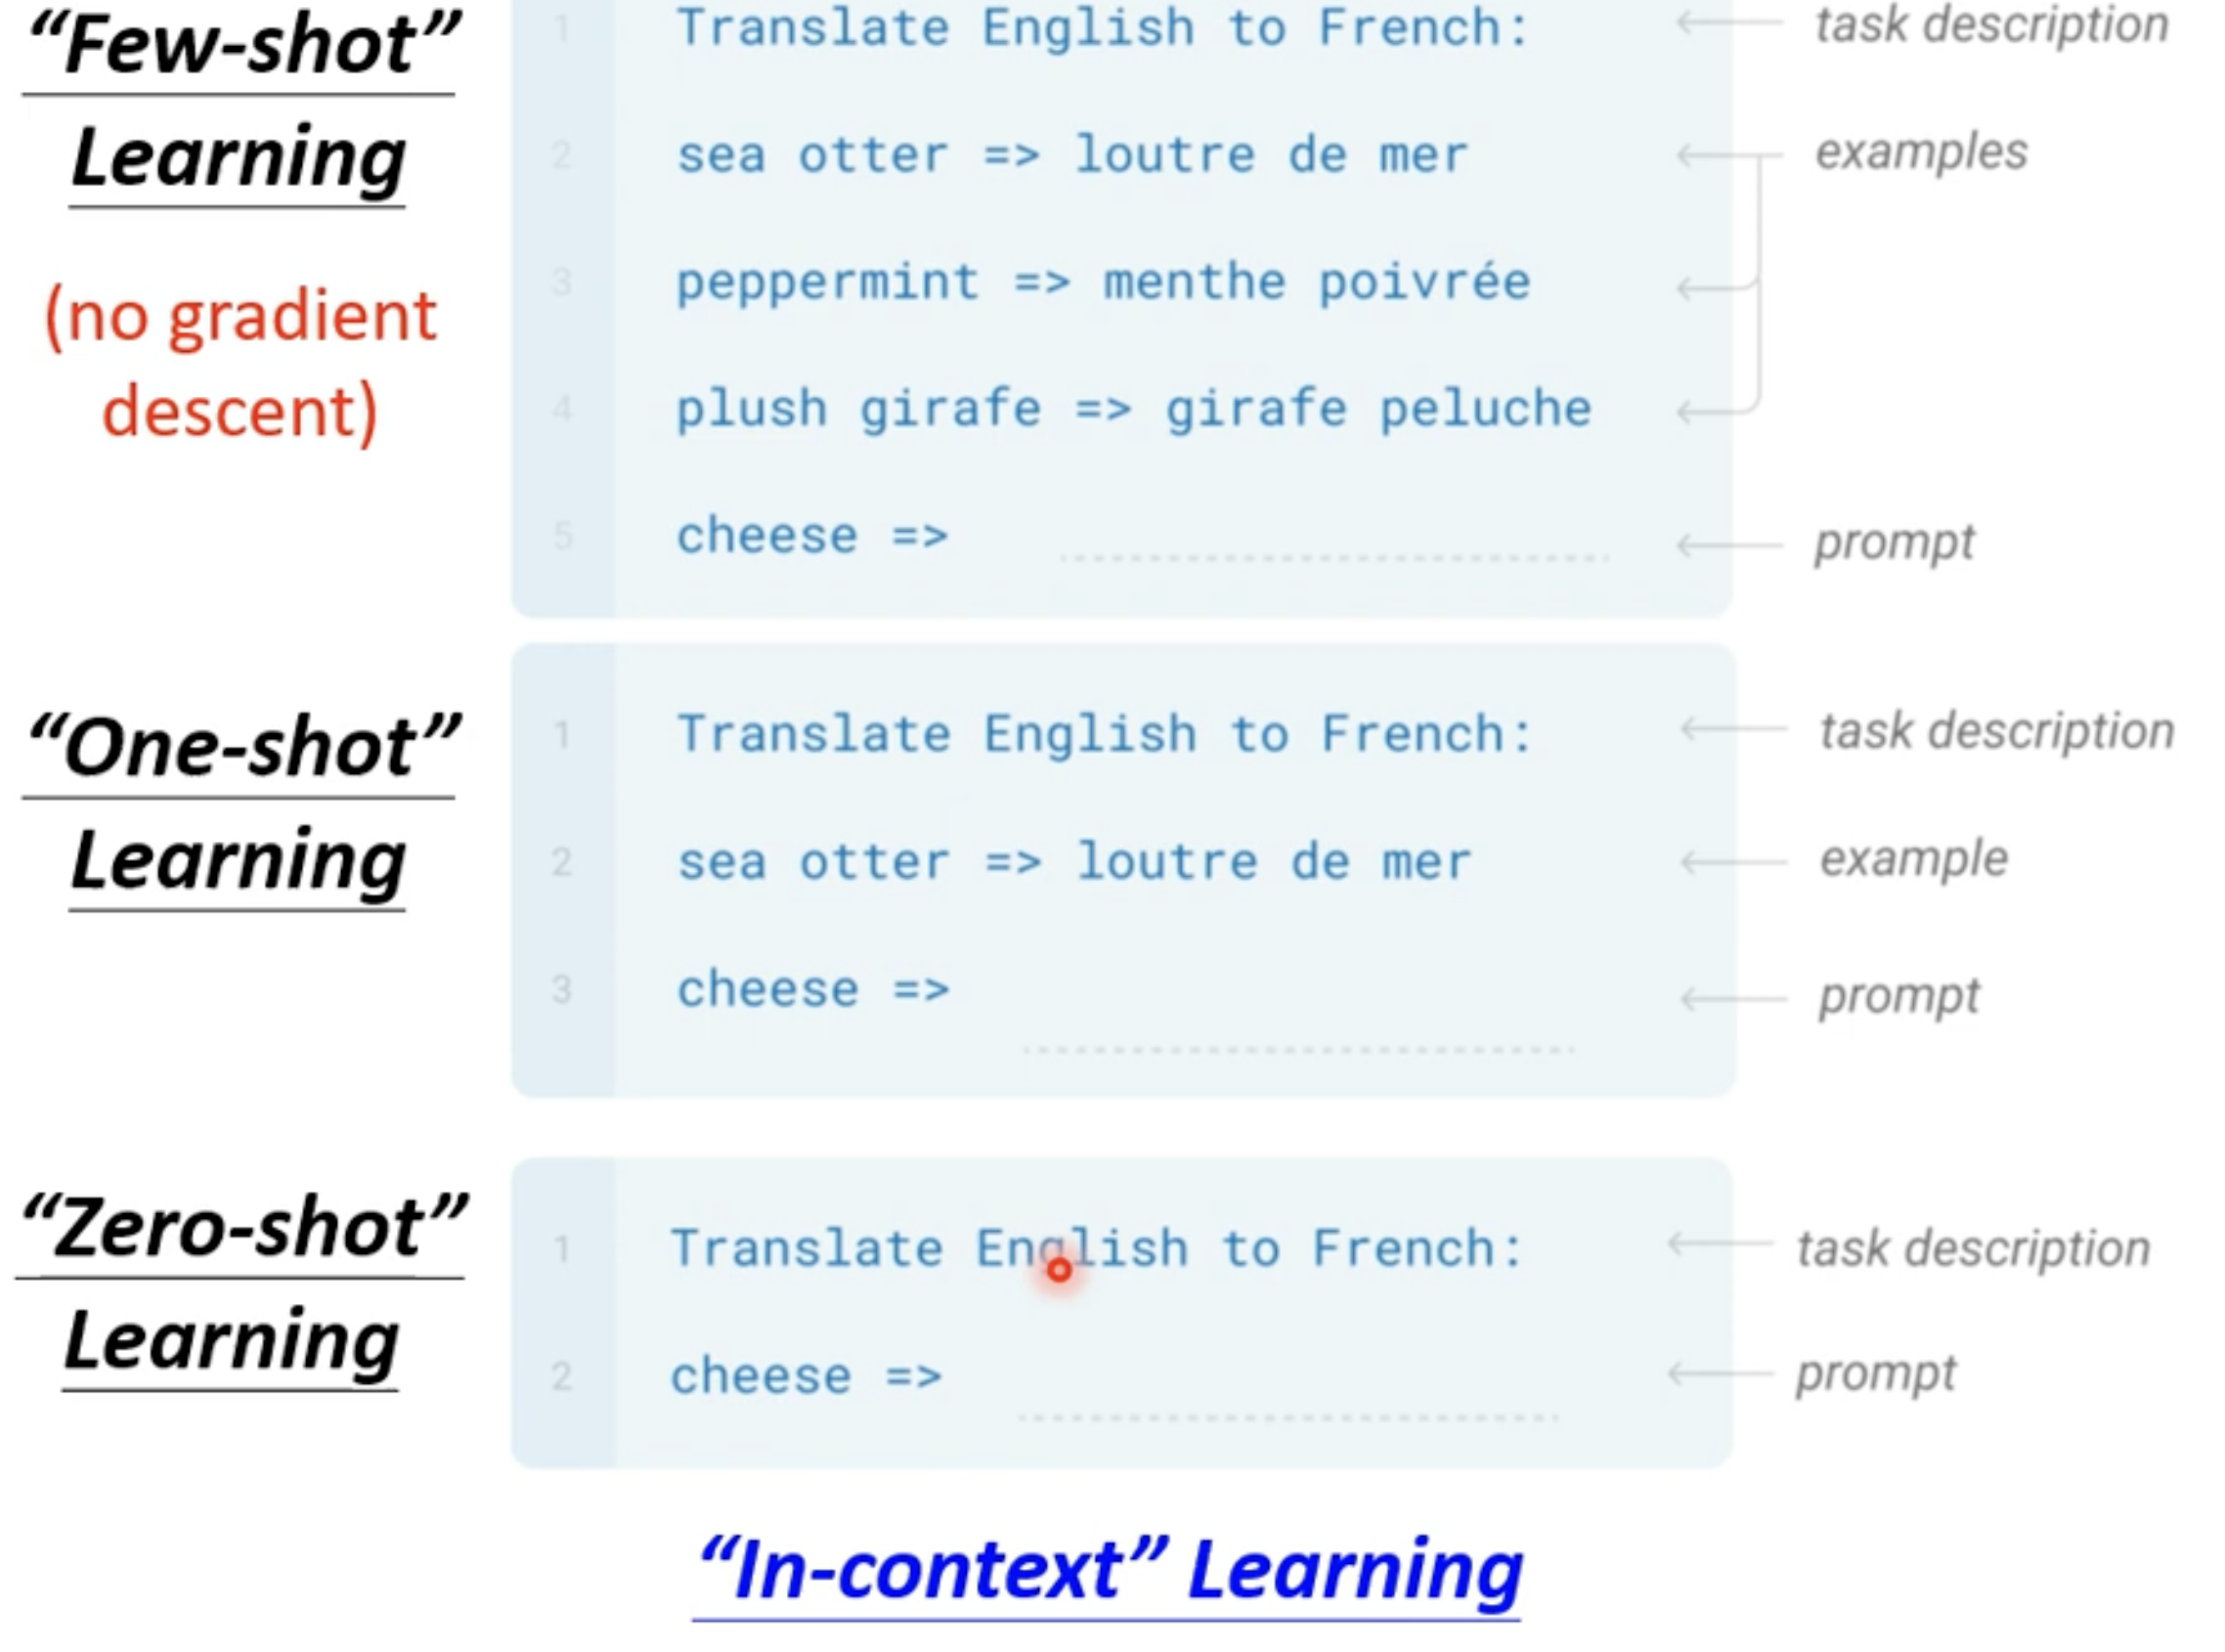 “Few-shot”
Learning
(no gradient
descent)
1 Translate English to French: task description
2 sea otter => loutre de mer examples
3 peppermint => menthe poivrée
4 plush girafe => girafe peluche
5 cheese => prompt
“One-shot”
Learning
1 Translate English to French: task description
2 sea otter => loutre de mer example
3 cheese => prompt
“Zero-shot”
Learning
1 Translate English to French: task description
2 cheese => prompt
“In-context” Learning